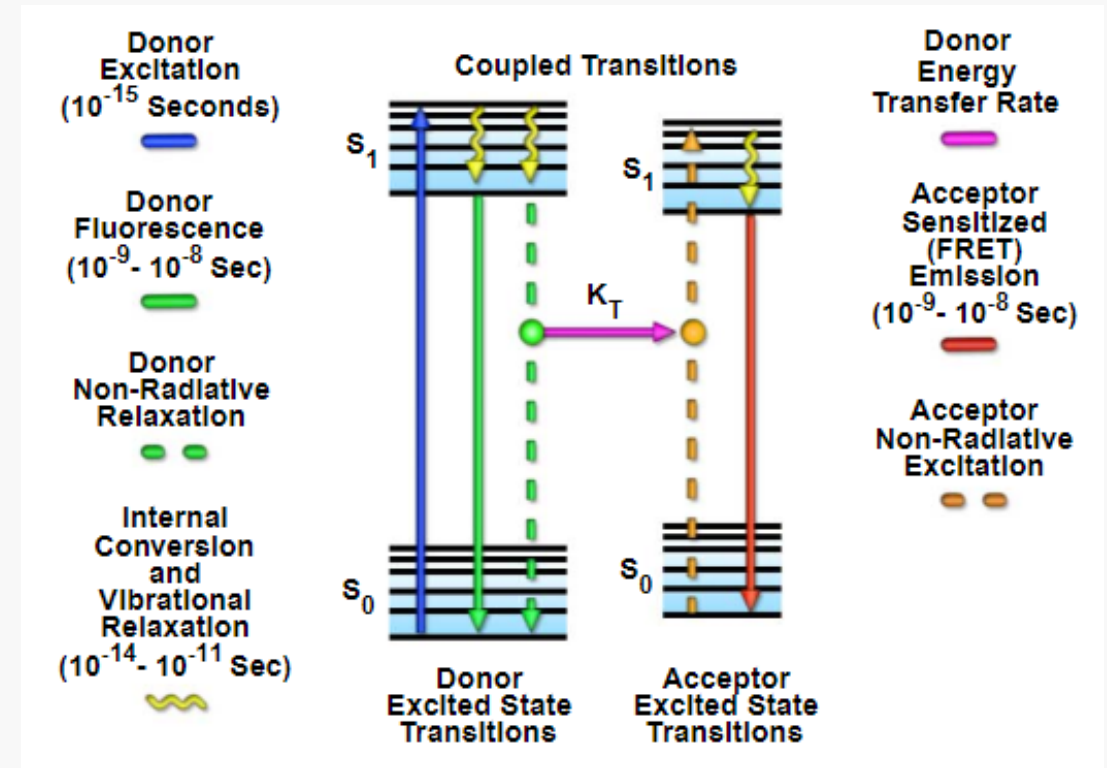 Donor
Excitation
(10-15 Seconds)
Donor
Fluorescence
(10-9- 10-8 Sec)
Donor
Non-Radiative
Relaxation
Internal
Conversion
and
Vibrational
Relaxation
(10-14- 10-11 Sec)
Coupled Transitions
S1
S1
KT
S0
S0
Donor
Excited State
Transitions
Acceptor
Excited State
Transitions
Donor
Energy
Transfer Rate
Acceptor
Sensitized
(FRET)
Emission
(10-9- 10-8 Sec)
Acceptor
Non-Radiative
Excitation